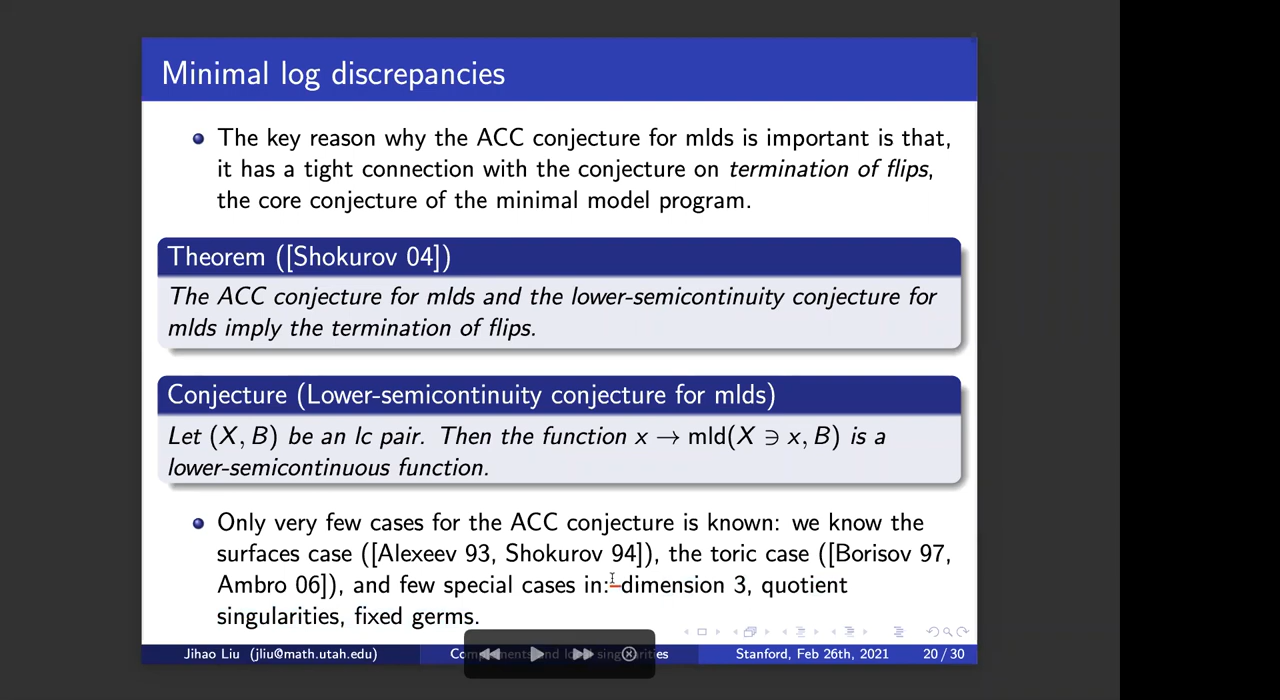 Minimal log discrepancies
The key reason why the ACC conjecture for mlds is important is that,
it has a tight connection with the conjecture on termination of flips,
the core conjecture of the minimal model program.
Theorem ([Shokurov 04])
The ACC conjecture for mlds and the lower-semicontinuity conjecture for
mlds imply the termination of flips.
Conjecture (Lower-semicontinuity conjecture for mlds)
Let (X, B) be an lc pair. Then the function x → mld(X ∋ x, B) is a
lower-semicontinuous function.
Only very few cases for the ACC conjecture is known: we know the
surfaces case ([Alexeev 93, Shokurov 94]), the toric case ([Borisov 97,
Ambro 06]), and few special cases in: dimension 3, quotient
singularities, fixed germs.
Jihao Liu (jliu@math.utah.edu)
Stanford, Feb 26th, 2021
20 / 30